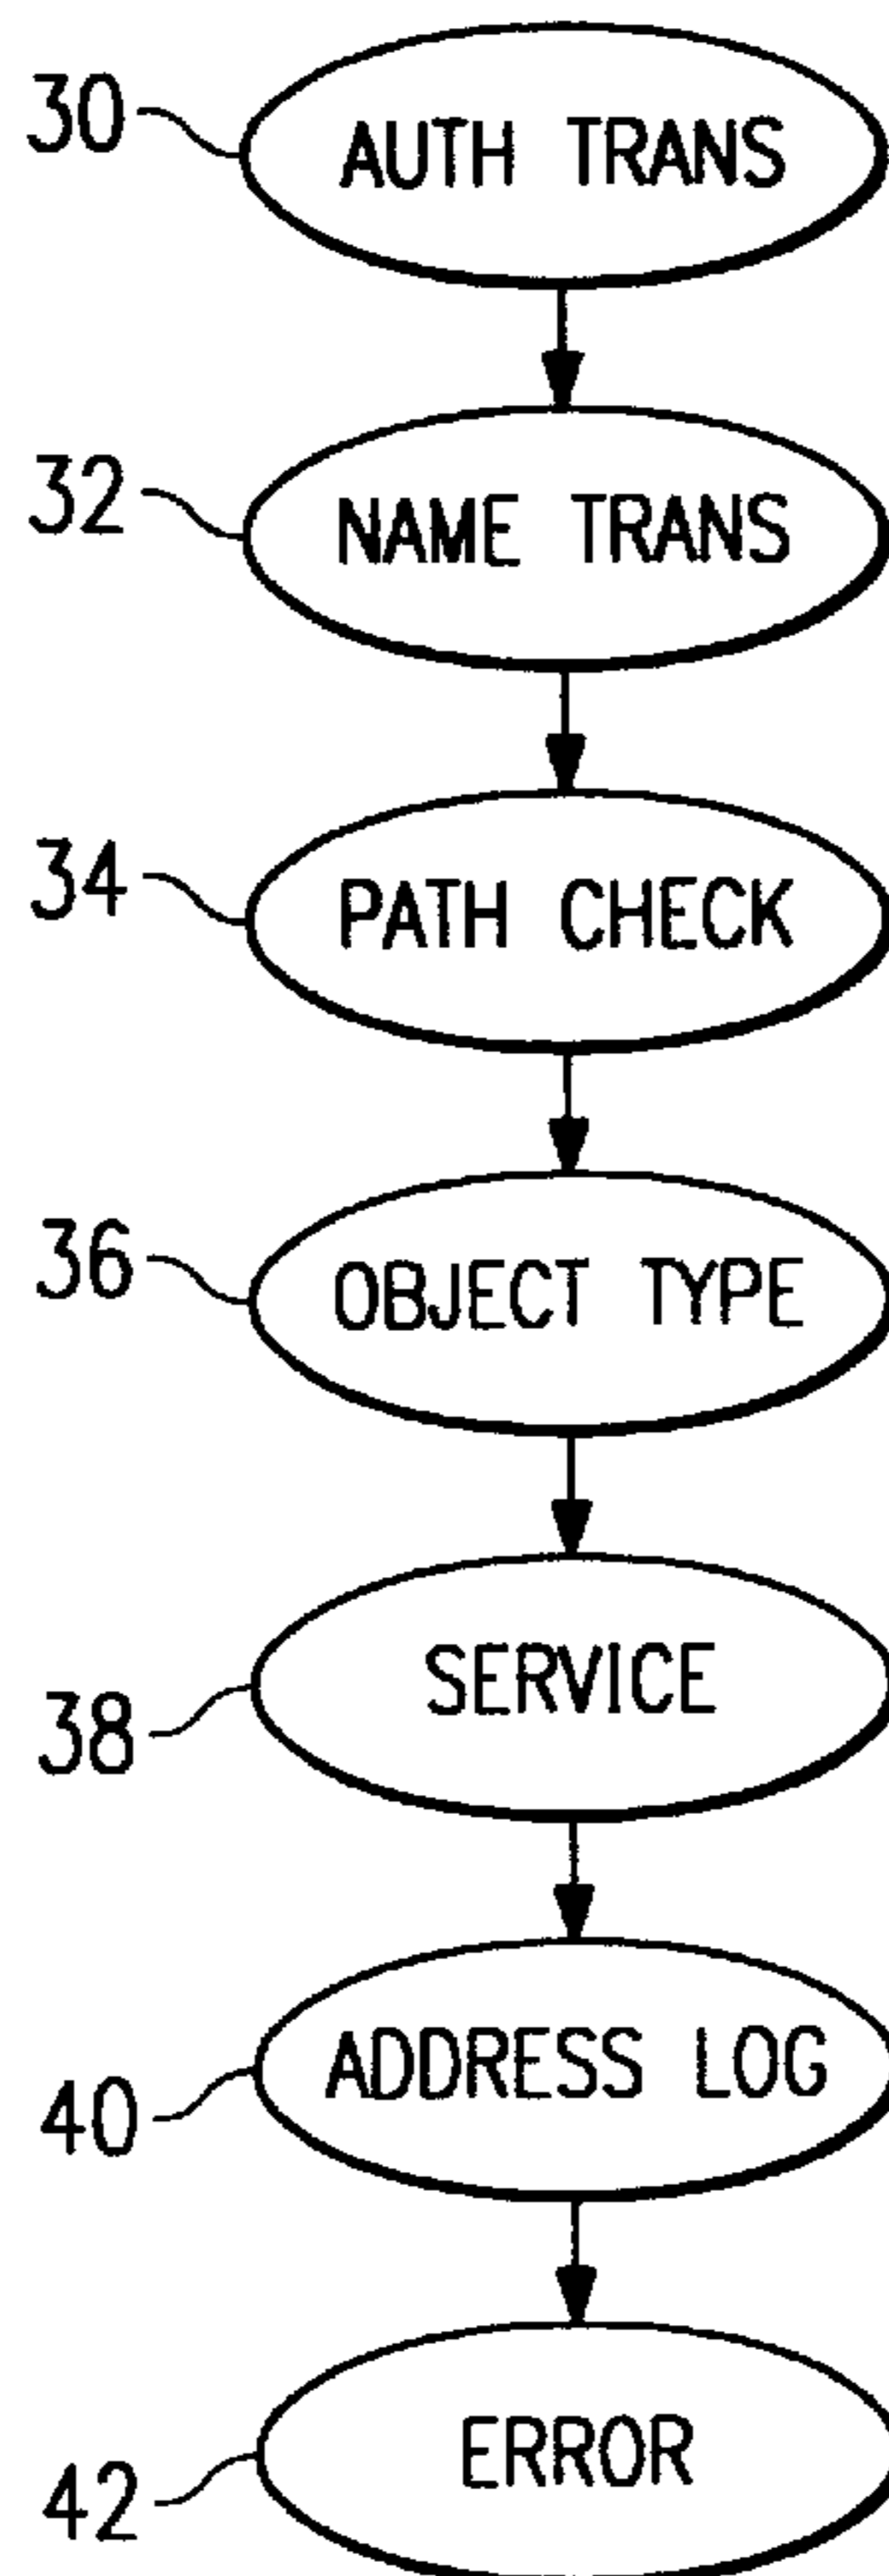 30 AUTH TRANS
32 NAME TRANS
34 PATH CHECK
36 OBJECT TYPE
38 SERVICE
40 ADDRESS LOG
42 ERROR